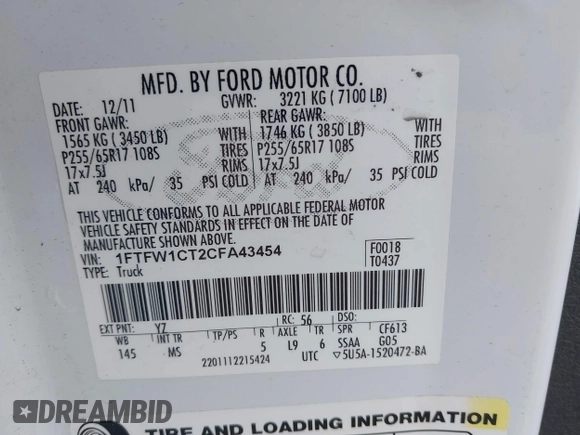 MFD. BY FORD MOTOR CO.
DATE: 12/11 GVWR: 3221 KG ( 7100 LB)
FRONT GAWR: REAR GAWR:
1565 KG ( 3450 LB) WITH 1746 KG ( 3850 LB) WITH
P255/65R17 108S TIRES P255/65R17 108S TIRES
17x7.5J RIMS 17x7.5J RIMS
AT 240 kPa/ 35 PSI COLD AT 240 kPa/ 35 PSI COLD
THIS VEHICLE CONFORMS TO ALL APPLICABLE FEDERAL MOTOR
VEHICLE SAFETY STANDARDS IN EFFECT ON THE DATE OF
MANUFACTURE SHOWN ABOVE.
VIN: 1FTFW1CT2CFA43454 F0018
TYPE: Truck T0437
EXT PNT: YZ RC: 56 DSO:
WB INT TR TP/PS R AXLE TR SPR CF613
145 MS 5 L9 6 SSAA G05
2201112215424 UTC ▽5U5A-1520472-BA
Ford
TIRE AND LOADING INFORMATION
DREAMBID